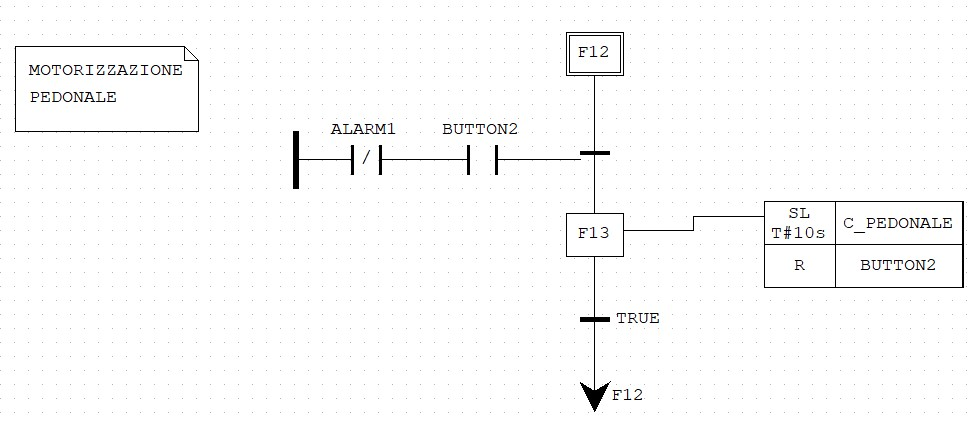 F12
MOTORIZZAZIONE
PEDONALE
ALARM1 BUTTON2
/
F13
SL
T#10s
C_PEDONALE
R
BUTTON2
TRUE
F12